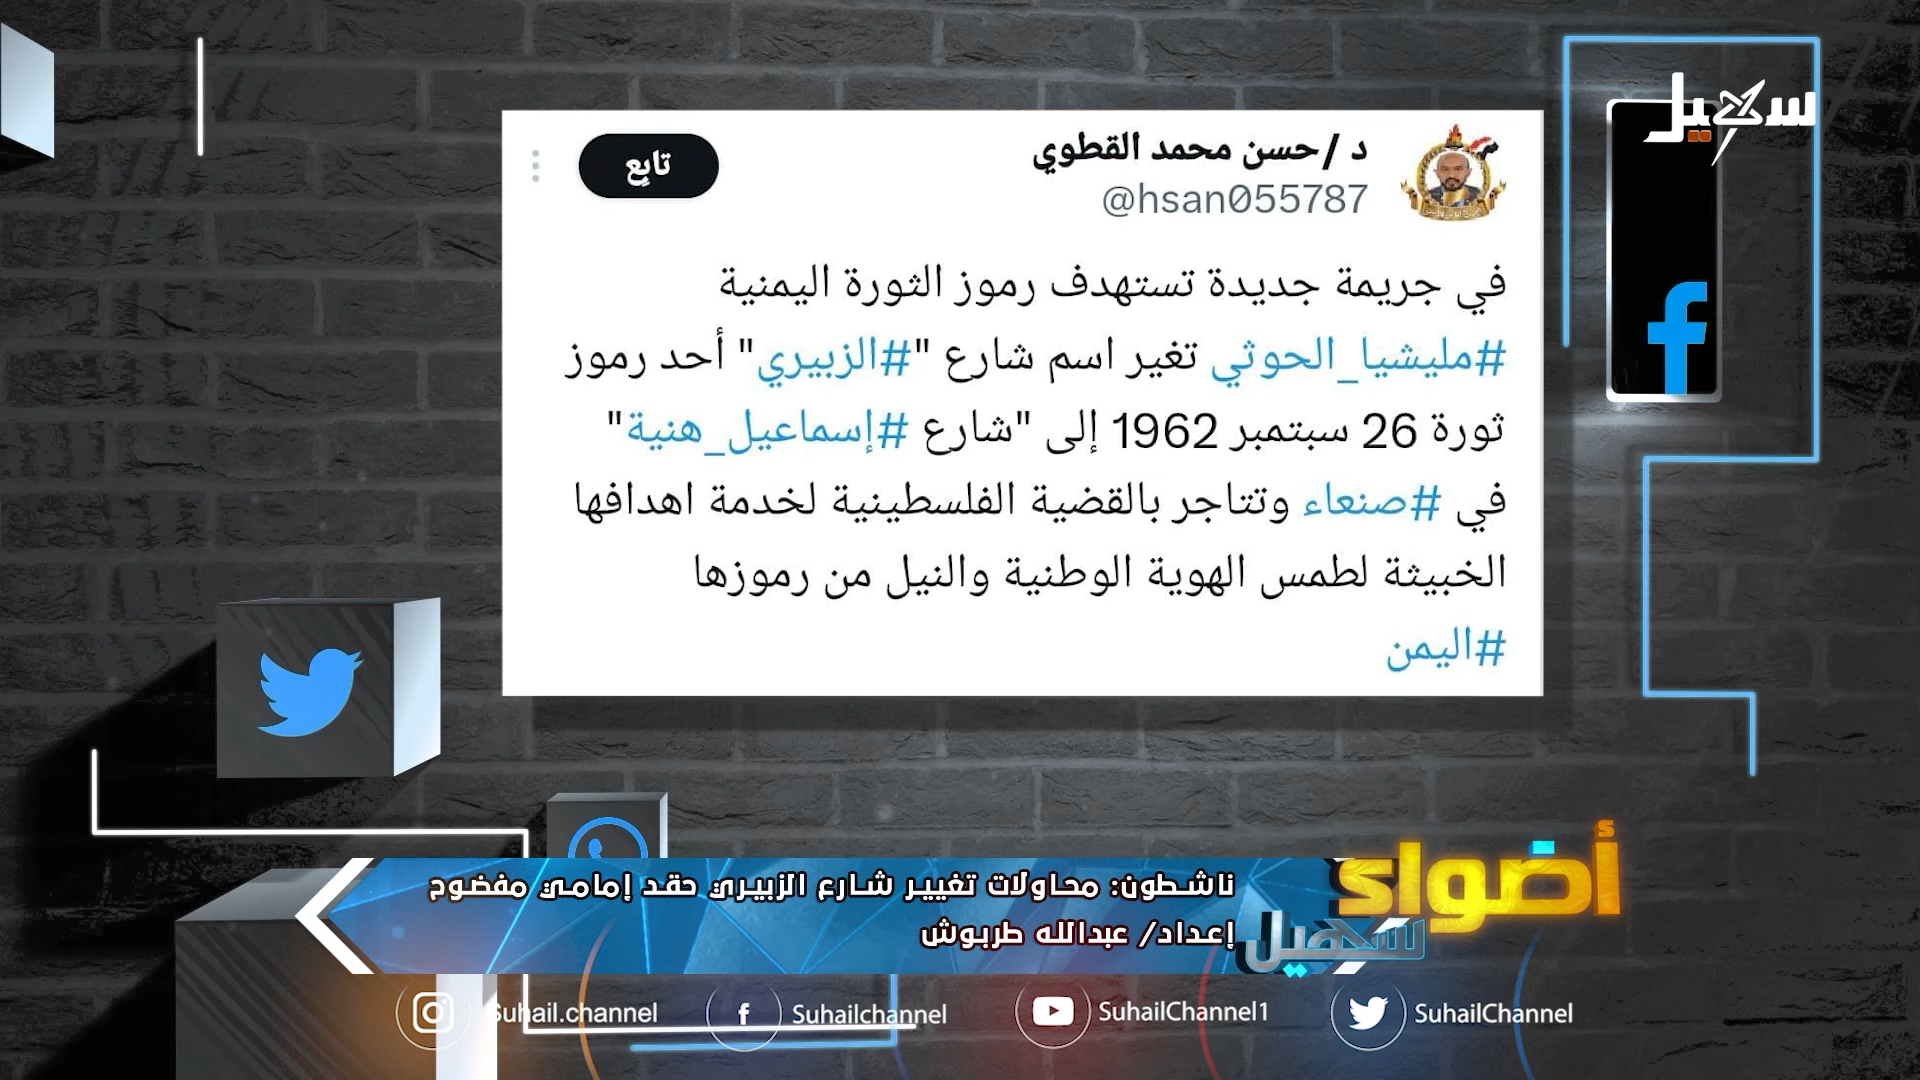 سهيل
د /حسن محمد القطوي
@hsan055787
تابِع
في جريمة جديدة تستهدف رموز الثورة اليمنية
#مليشيا_الحوثي تغير اسم شارع "#الزبيري" أحد رموز
ثورة 26 سبتمبر 1962 إلى "شارع #إسماعيل_هنية"
في #صنعاء وتتاجر بالقضية الفلسطينية لخدمة اهدافها
الخبيثة لطمس الهوية الوطنية والنيل من رموزها
#اليمن
أضواء
سهيل
ناشطون: محاولات تغيير شارع الزبيري حقد إمامي مفضوح
إعداد/ عبدالله طربوش
Suhail.channel
Suhailchannel
SuhailChannel1
SuhailChannel